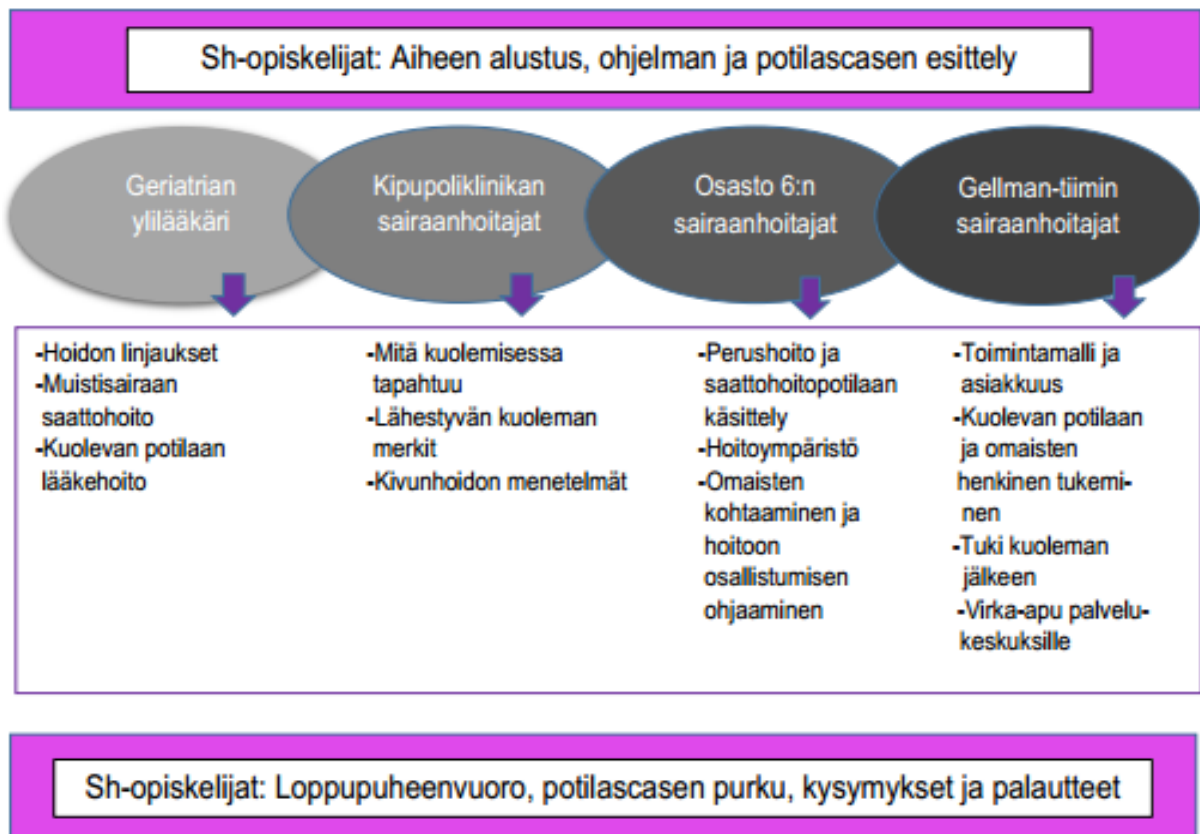 Sh-opiskelijat: Aiheen alustus, ohjelman ja potilascasen esittely
Geriatrian
ylilääkäri
Kipupoliklinikan
sairaanhoitajat
Osasto 6:n
sairaanhoitajat
Gellman-tiimin
sairaanhoitajat
-Hoidon linjaukset
-Muistisairaan
saattohoito
-Kuolevan potilaan
lääkehoito
-Mitä kuolemisessa
tapahtuu
-Lähestyvän kuoleman
merkit
-Kivunhoidon menetelmät
-Perushoito ja
saattohoitopotilaan
käsittely
-Hoitoympäristö
-Omaisten
kohtaaminen ja
hoitoon
osallistumisen
ohjaaminen
-Toimintamalli ja
asiakkuus
-Kuolevan potilaan
ja omaisten
henkinen tukemi-
nen
-Tuki kuoleman
jälkeen
-Virka-apu palvelu-
keskuksille
Sh-opiskelijat: Loppupuheenvuoro, potilascasen purku, kysymykset ja palautteet